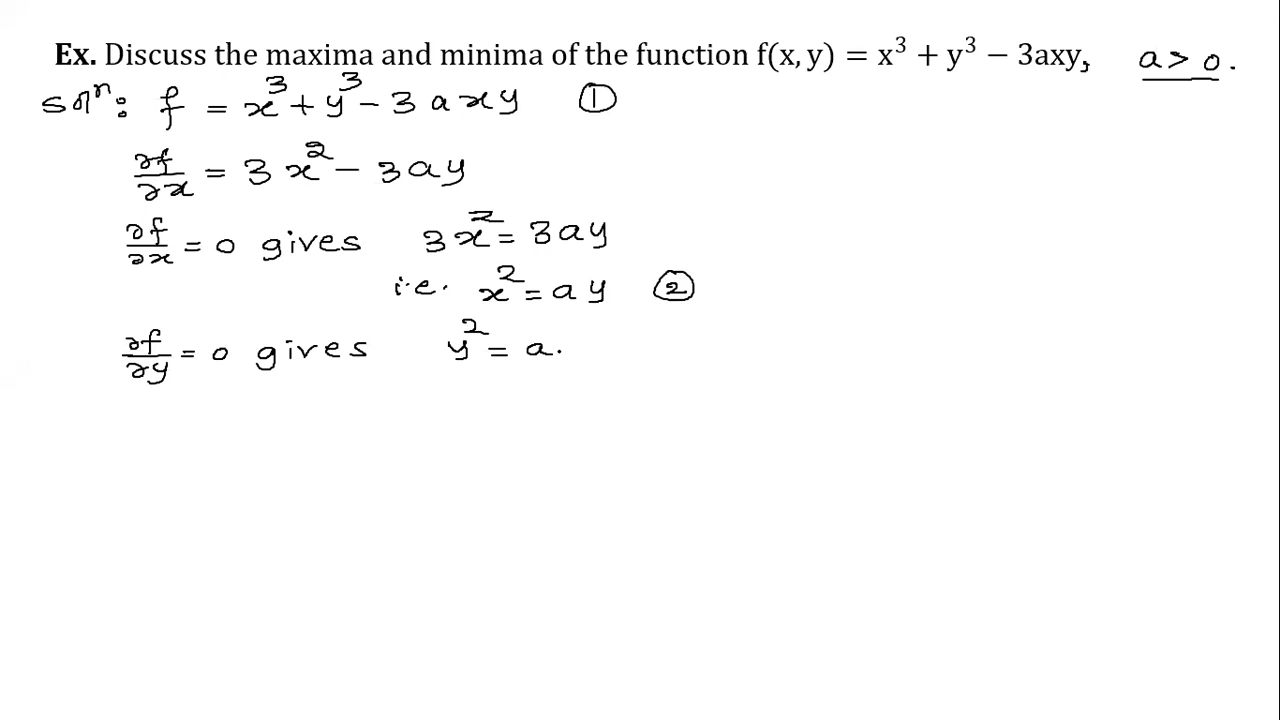 Ex. Discuss the maxima and minima of the function f(x, y) = x³ + y³ − 3axy, a > 0.
solⁿ: f = x³ + y³ − 3axy ①
∂f/∂x = 3x² − 3ay
∂f/∂x = 0 gives 3x² = 3ay
i.e. x² = ay ②
∂f/∂y = 0 gives y² = a.